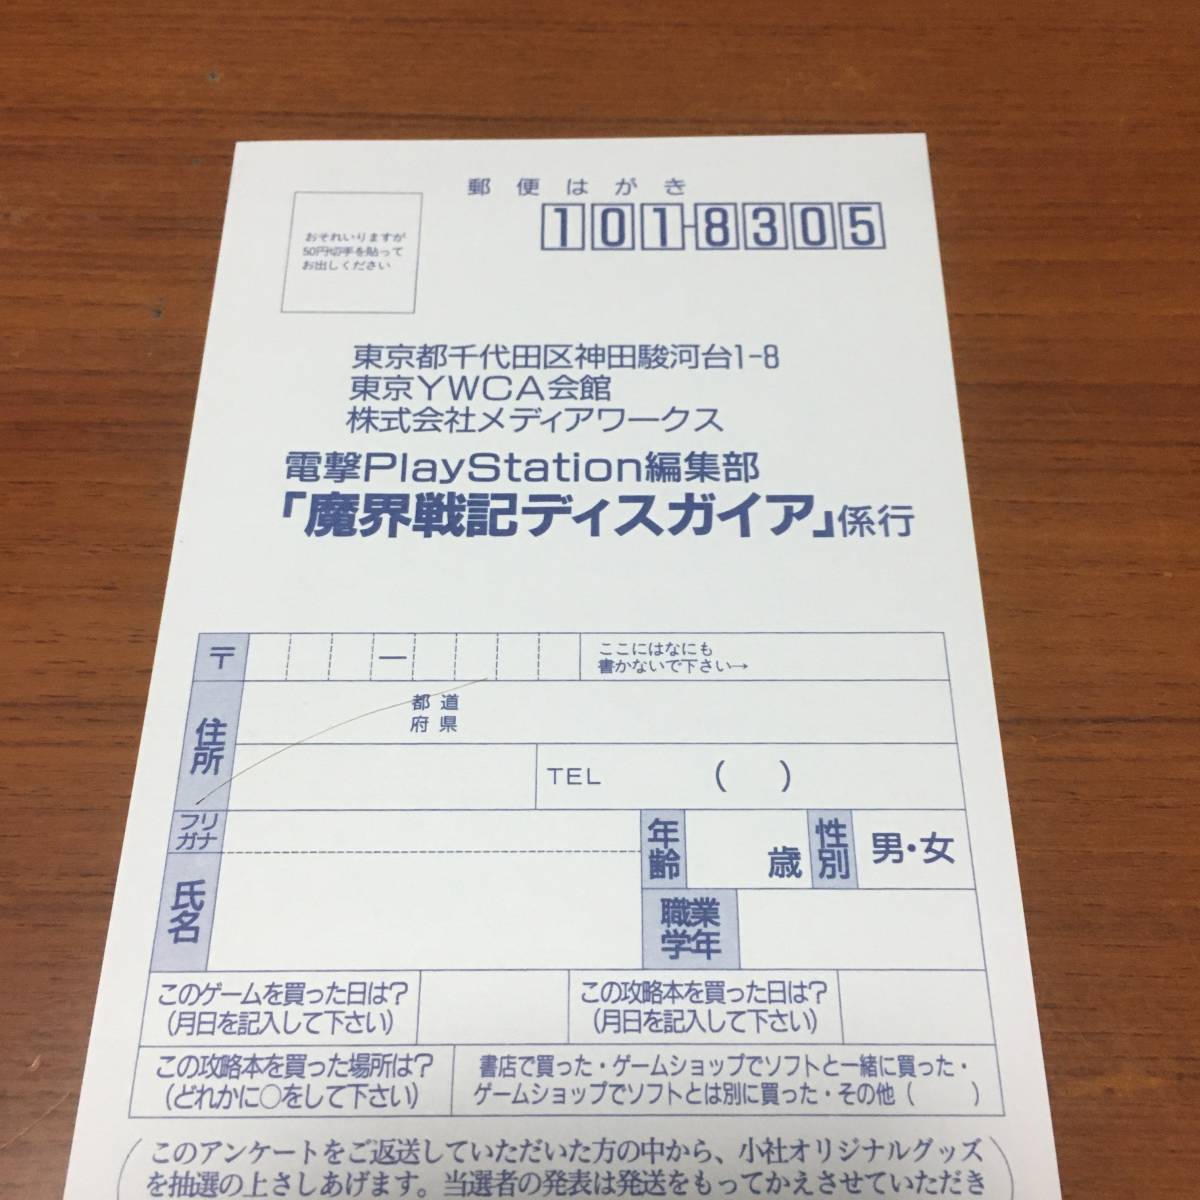 郵便はがき
101-8305
おそれいりますが
50円切手を貼って
お出しください
東京都千代田区神田駿河台1-8
東京YWCA会館
株式会社メディアワークス
電撃PlayStation編集部
「魔界戦記ディスガイア」係行
〒
ー
ここにはなにも
書かないで下さい→
住所
都道
府県
TEL ( )
フリ
ガナ
氏名
年齢
歳
性別
男・女
職業
学年
このゲームを買った日は?
(月日を記入して下さい)
この攻略本を買った日は?
(月日を記入して下さい)
この攻略本を買った場所は?
(どれかに○をして下さい)
書店で買った・ゲームショップでソフトと一緒に買った・
ゲームショップでソフトとは別に買った・その他 ( )
このアンケートをご返送していただいた方の中から、小社オリジナルグッズ
を抽選の上さしあげます。当選者の発表は発送をもってかえさせていただき